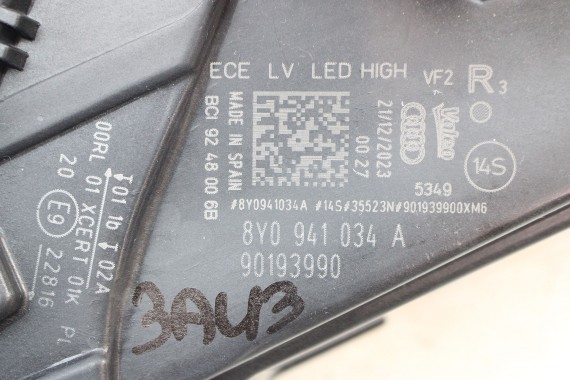 ECE LV LED HIGH VF2 R 3
BCI 92 48 00 6B
MADE IN SPAIN
21/12/2023
00 27
Valeo
5349
14S
#8Y0941034A #14S#35523N#901939900XM6
8Y0 941 034 A
90193990
3AU3
00RL 01 XCERT 01K PL
01 1b 02A
20 E9 22816